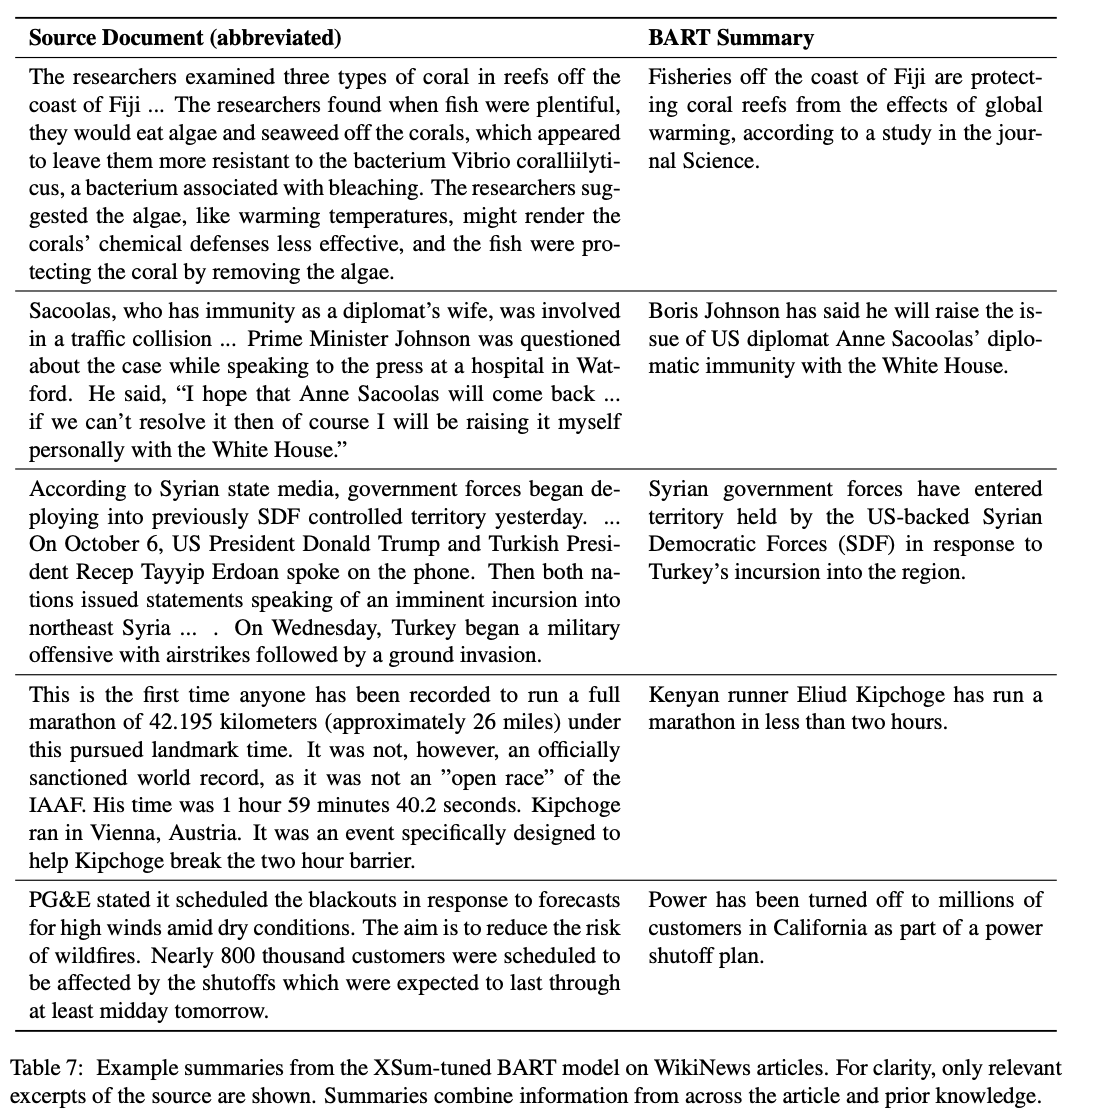 Source Document (abbreviated)
BART Summary
The researchers examined three types of coral in reefs off the
coast of Fiji ... The researchers found when fish were plentiful,
they would eat algae and seaweed off the corals, which appeared
to leave them more resistant to the bacterium Vibrio coralliilyti-
cus, a bacterium associated with bleaching. The researchers sug-
gested the algae, like warming temperatures, might render the
corals’ chemical defenses less effective, and the fish were pro-
tecting the coral by removing the algae.
Fisheries off the coast of Fiji are protect-
ing coral reefs from the effects of global
warming, according to a study in the jour-
nal Science.
Sacoolas, who has immunity as a diplomat’s wife, was involved
in a traffic collision ... Prime Minister Johnson was questioned
about the case while speaking to the press at a hospital in Wat-
ford. He said, “I hope that Anne Sacoolas will come back ...
if we can’t resolve it then of course I will be raising it myself
personally with the White House.”
Boris Johnson has said he will raise the is-
sue of US diplomat Anne Sacoolas’ diplo-
matic immunity with the White House.
According to Syrian state media, government forces began de-
ploying into previously SDF controlled territory yesterday. ...
On October 6, US President Donald Trump and Turkish Presi-
dent Recep Tayyip Erdoan spoke on the phone. Then both na-
tions issued statements speaking of an imminent incursion into
northeast Syria ... . On Wednesday, Turkey began a military
offensive with airstrikes followed by a ground invasion.
Syrian government forces have entered
territory held by the US-backed Syrian
Democratic Forces (SDF) in response to
Turkey’s incursion into the region.
This is the first time anyone has been recorded to run a full
marathon of 42.195 kilometers (approximately 26 miles) under
this pursued landmark time. It was not, however, an officially
sanctioned world record, as it was not an ”open race” of the
IAAF. His time was 1 hour 59 minutes 40.2 seconds. Kipchoge
ran in Vienna, Austria. It was an event specifically designed to
help Kipchoge break the two hour barrier.
Kenyan runner Eliud Kipchoge has run a
marathon in less than two hours.
PG&E stated it scheduled the blackouts in response to forecasts
for high winds amid dry conditions. The aim is to reduce the risk
of wildfires. Nearly 800 thousand customers were scheduled to
be affected by the shutoffs which were expected to last through
at least midday tomorrow.
Power has been turned off to millions of
customers in California as part of a power
shutoff plan.
Table 7: Example summaries from the XSum-tuned BART model on WikiNews articles. For clarity, only relevant
excerpts of the source are shown. Summaries combine information from across the article and prior knowledge.